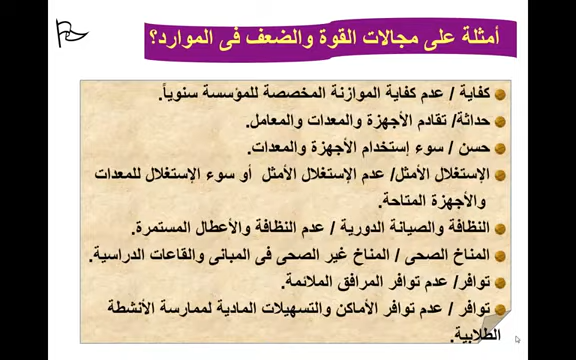 أمثلة على مجالات القوة والضعف فى الموارد؟
كفاية / عدم كفاية الموازنة المخصصة للمؤسسة سنوياً.
حداثة/ تقادم الأجهزة والمعدات والمعامل.
حسن / سوء إستخدام الأجهزة والمعدات.
الإستغلال الأمثل/ عدم الإستغلال الأمثل أو سوء الإستغلال للمعدات
والأجهزة المتاحة.
النظافة والصيانة الدورية / عدم النظافة والأعطال المستمرة.
المناخ الصحى / المناخ غير الصحى فى المبانى والقاعات الدراسية.
توافر/ عدم توافر المرافق الملائمة.
توافر / عدم توافر الأماكن والتسهيلات المادية لممارسة الأنشطة
الطلابية.